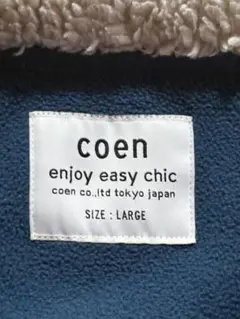 coen
enjoy easy chic
coen co.,ltd tokyo japan
SIZE : LARGE